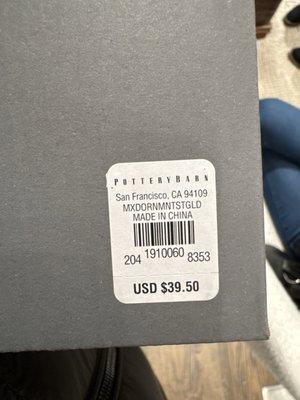 POTTERYBARN
San Francisco, CA 94109
MXDORNMNTSTGLD
MADE IN CHINA
204 1910060 8353
USD $39.50